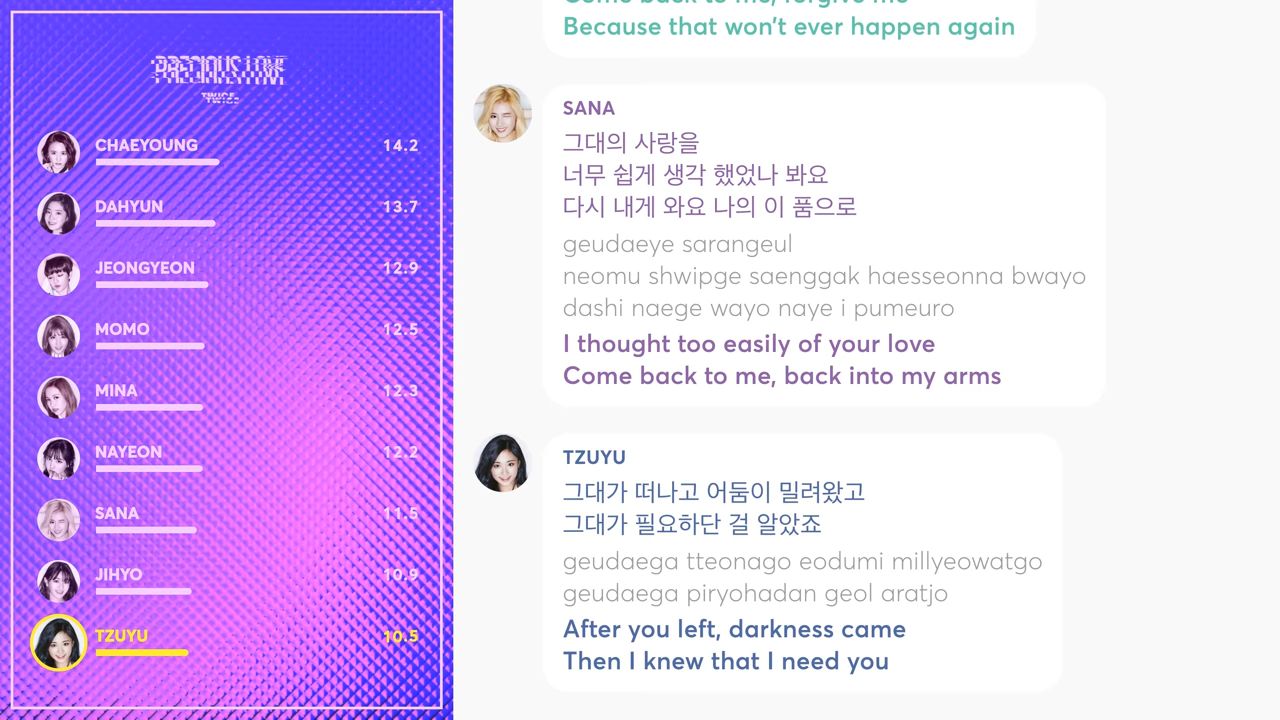 PRECIOUS LOVE
TWICE
CHAEYOUNG 14.2
DAHYUN 13.7
JEONGYEON 12.9
MOMO 12.5
MINA 12.3
NAYEON 12.2
SANA 11.5
JIHYO 10.9
TZUYU 10.5
Come back to me, forgive me
Because that won't ever happen again
SANA
그대의 사랑을
너무 쉽게 생각 했었나 봐요
다시 내게 와요 나의 이 품으로
geudaeye sarangeul
neomu shwipge saenggak haesseonna bwayo
dashi naege wayo naye i pumeuro
I thought too easily of your love
Come back to me, back into my arms
TZUYU
그대가 떠나고 어둠이 밀려왔고
그대가 필요하단 걸 알았죠
geudaega tteonago eodumi millyeowatgo
geudaega piryohadan geol aratjo
After you left, darkness came
Then I knew that I need you